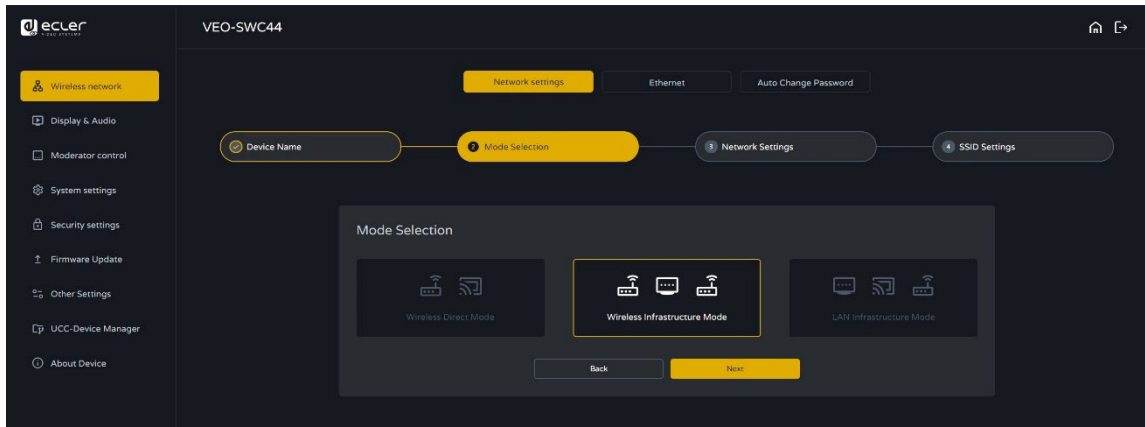 ecler
VEO-SWC44
Wireless network
Display & Audio
Moderator control
System settings
Security settings
Firmware Update
Other Settings
UCC-Device Manager
About Device
Network settings
Ethernet
Auto Change Password
Device Name
2 Mode Selection
3 Network Settings
4 SSID Settings
Mode Selection
Wireless Direct Mode
Wireless Infrastructure Mode
LAN Infrastructure Mode
Back
Next